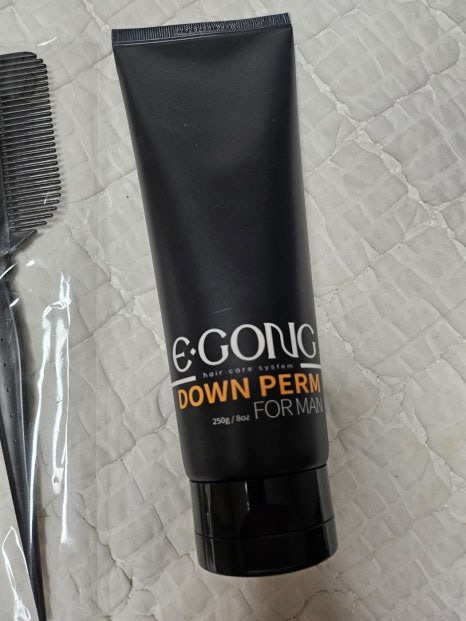 E·GONG
hair care system
DOWN PERM
FOR MAN
250g / 8oz